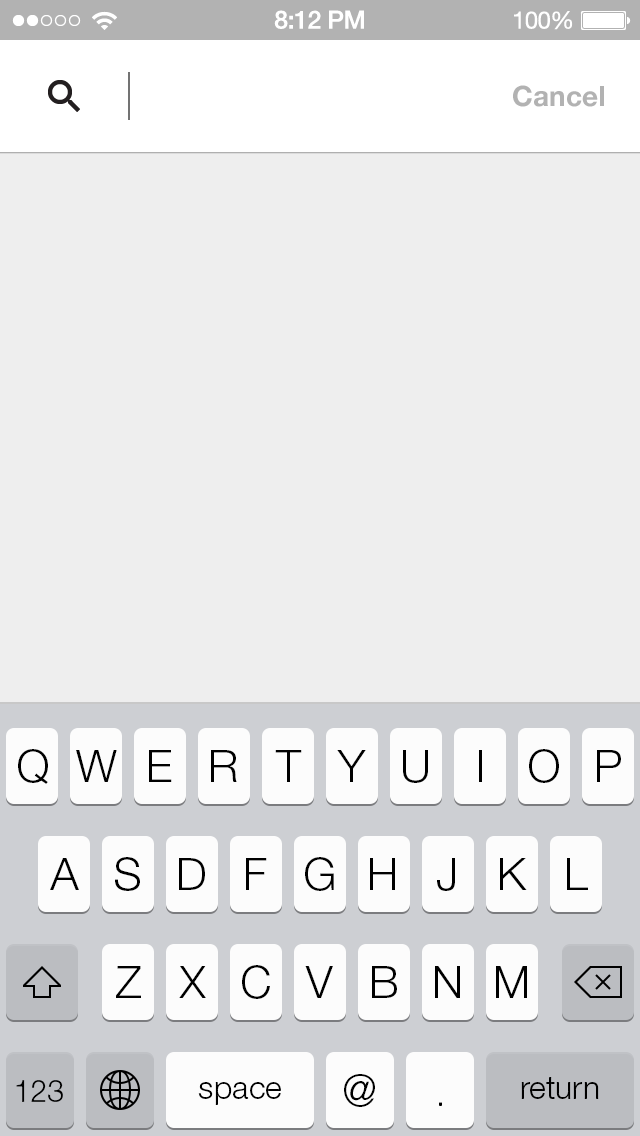 8:12 PM 100%
Cancel
Q W E R T Y U I O P
A S D F G H J K L
Z X C V B N M
123 space @ . return